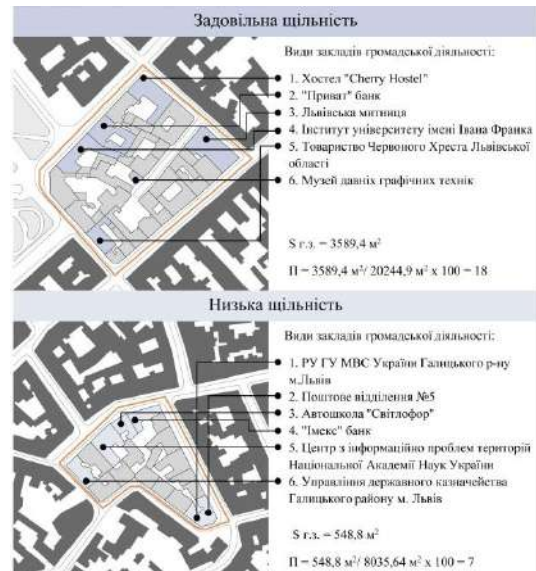 Задовільна щільність
Види закладів громадської діяльності:
1. Хостел "Cherry Hostel"
2. "Приват" банк
3. Львівська митниця
4. Інститут університету імені Івана Франка
5. Товариство Червоного Хреста Львівської
області
6. Музей давніх графічних технік
S г.з. = 3589,4 м²
П = 3589,4 м²/ 20244,9 м² x 100 = 18
Низька щільність
Види закладів громадської діяльності:
1. РУ ГУ МВС України Галицького р-ну
м.Львів
2. Поштове відділення №5
3. Автошкола "Світлофор"
4. "Імекс" банк
5. Центр з інформаційно проблем територій
Національної Академії Наук України
6. Управління державного казначейства
Галицького району м. Львів
S г.з. = 548,8 м²
П = 548,8 м²/ 8035,64 м² x 100 = 7